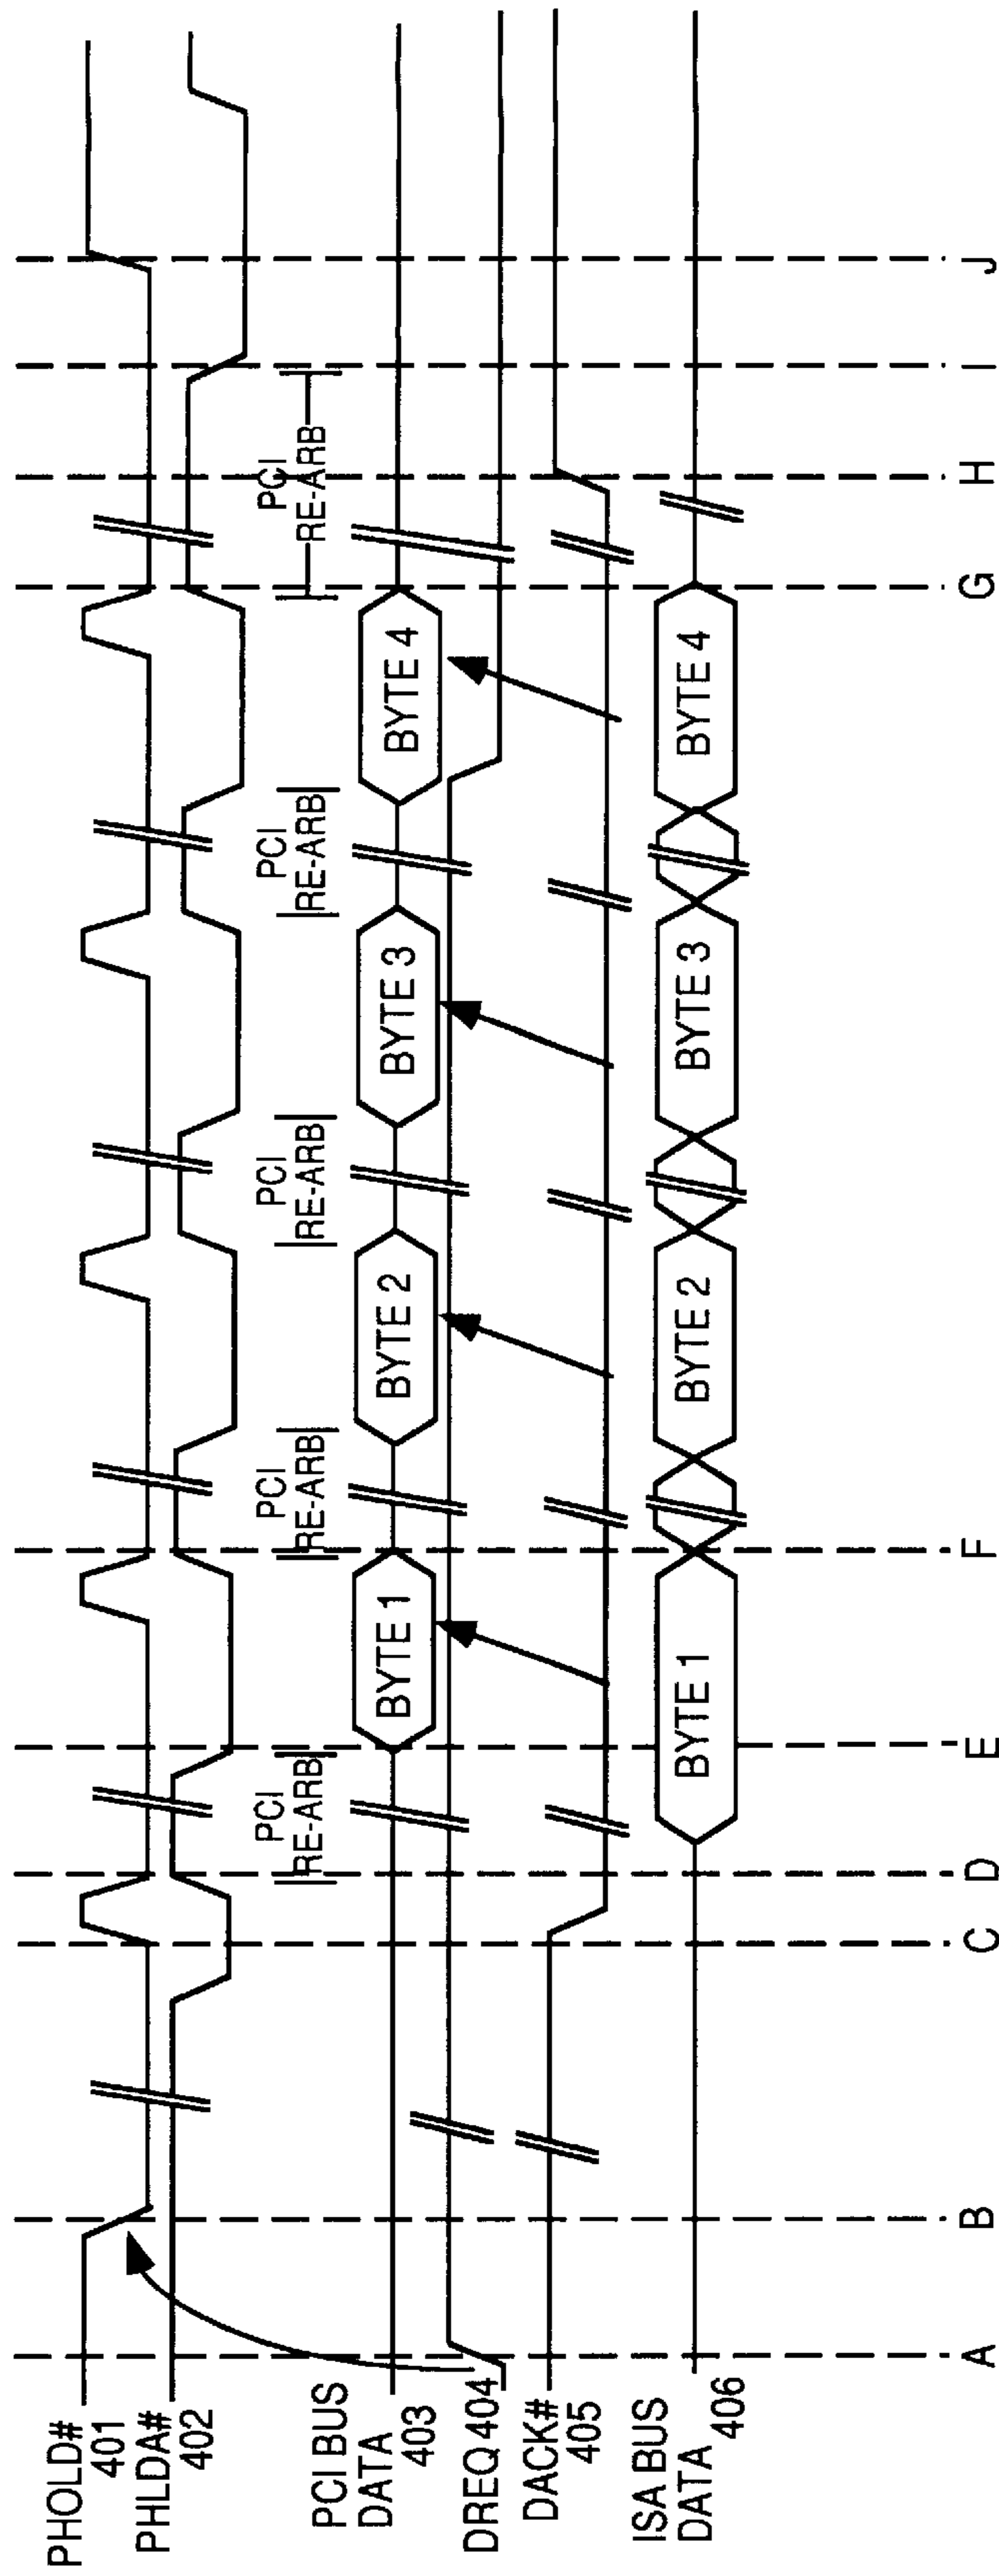 PHOLD#
401
PHLDA#
402
PCI
RE-ARB
PCI
RE-ARB
PCI
RE-ARB
PCI
RE-ARB
PCI
RE-ARB
PCI BUS
DATA
403
BYTE 1
BYTE 2
BYTE 3
BYTE 4
DREQ 404
DACK#
405
ISA BUS
DATA
406
BYTE 1
BYTE 2
BYTE 3
BYTE 4
A
B
C
D
E
F
G
H
I
J